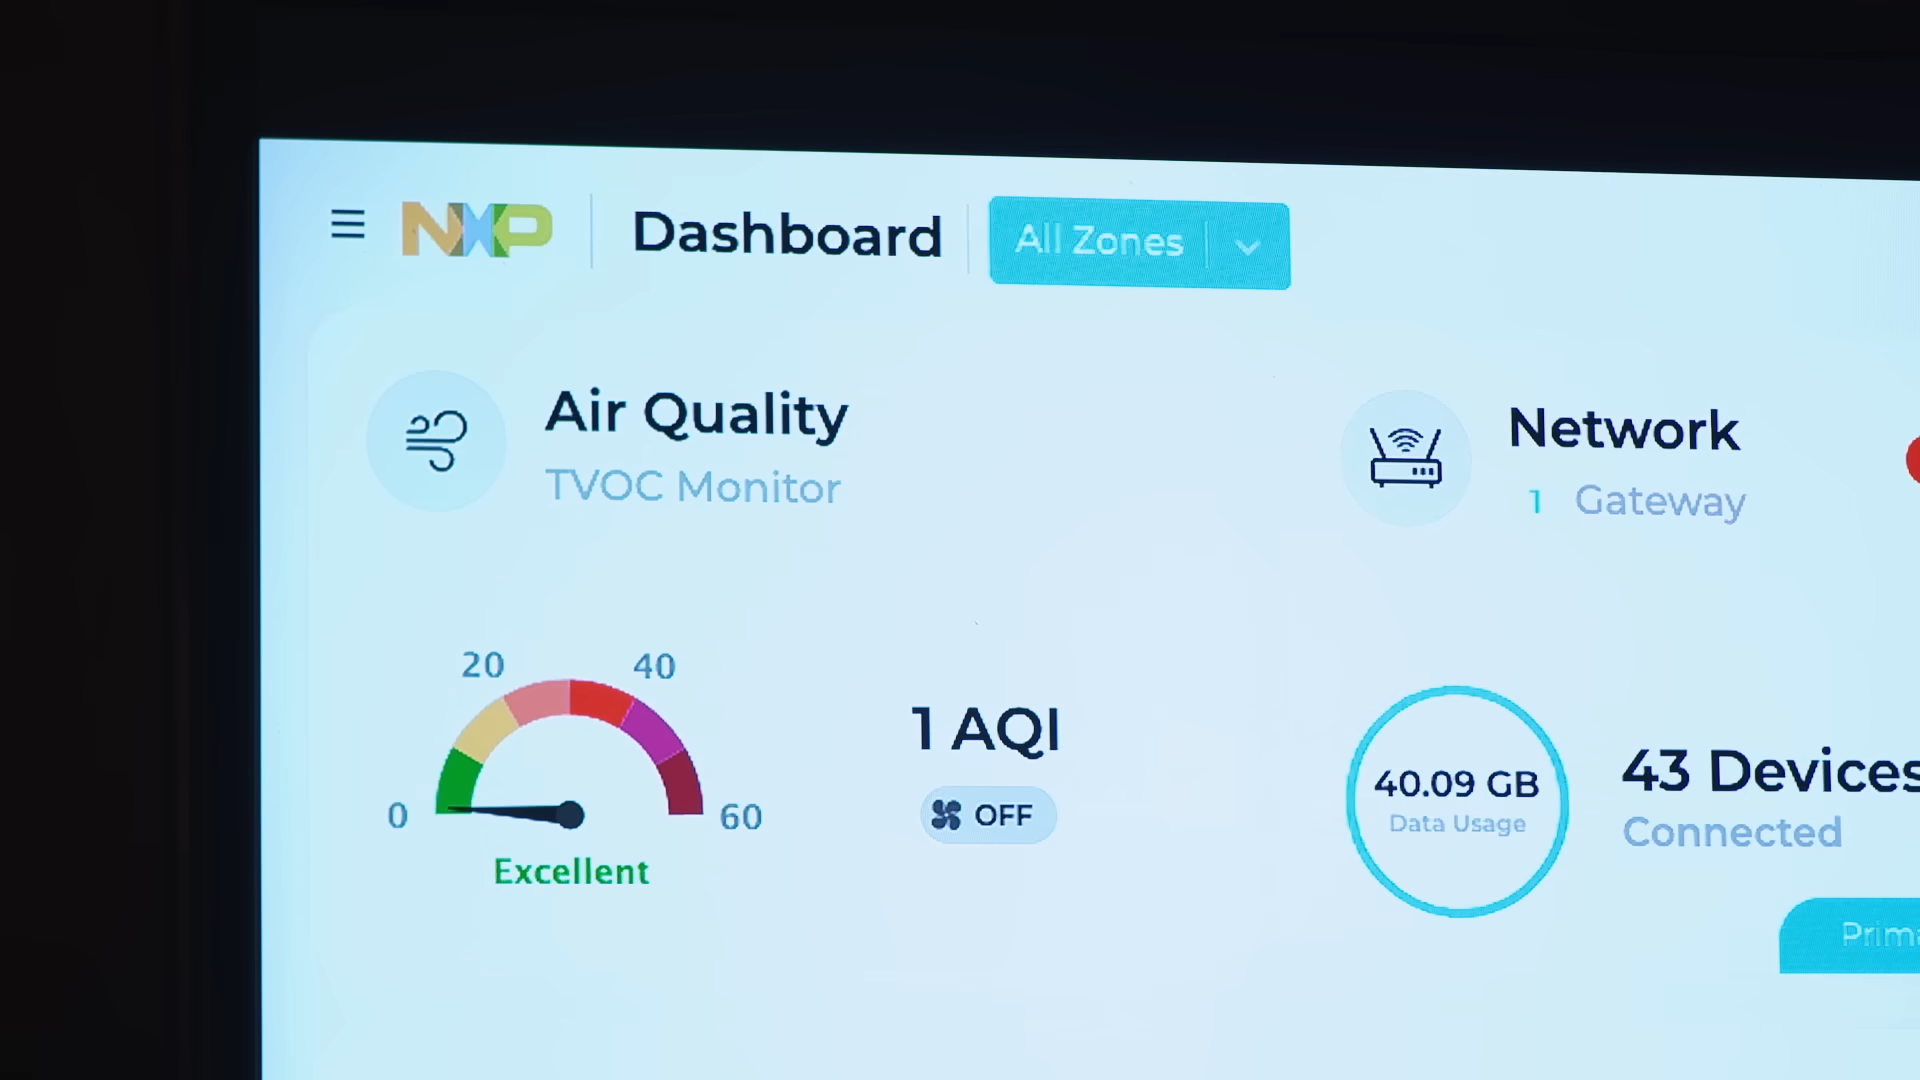 NXP
Dashboard
All Zones
Air Quality
TVOC Monitor
Network
1 Gateway
20
40
0
60
Excellent
1 AQI
OFF
40.09 GB
Data Usage
43 Devices
Connected